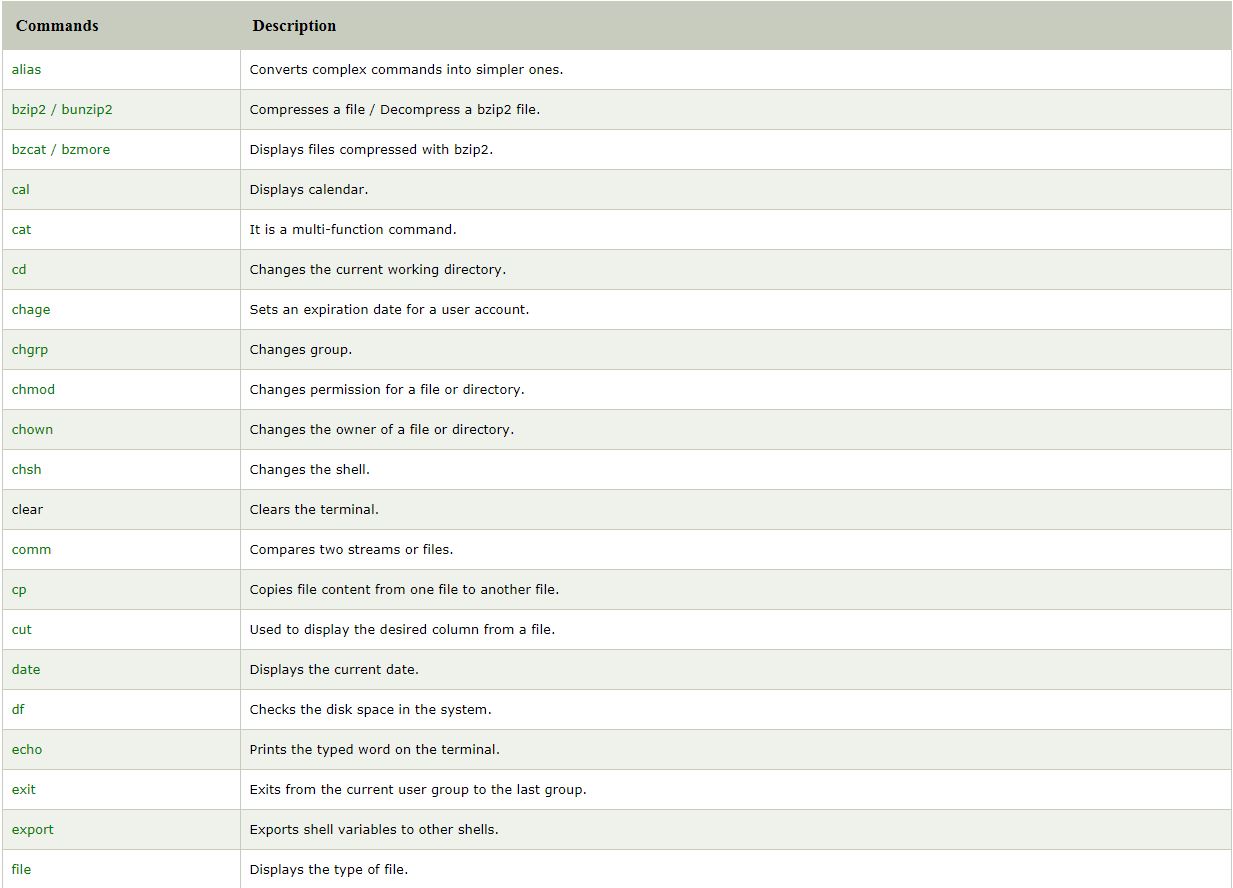 Commands Description
alias Converts complex commands into simpler ones.
bzip2 / bunzip2 Compresses a file / Decompress a bzip2 file.
bzcat / bzmore Displays files compressed with bzip2.
cal Displays calendar.
cat It is a multi-function command.
cd Changes the current working directory.
chage Sets an expiration date for a user account.
chgrp Changes group.
chmod Changes permission for a file or directory.
chown Changes the owner of a file or directory.
chsh Changes the shell.
clear Clears the terminal.
comm Compares two streams or files.
cp Copies file content from one file to another file.
cut Used to display the desired column from a file.
date Displays the current date.
df Checks the disk space in the system.
echo Prints the typed word on the terminal.
exit Exits from the current user group to the last group.
export Exports shell variables to other shells.
file Displays the type of file.